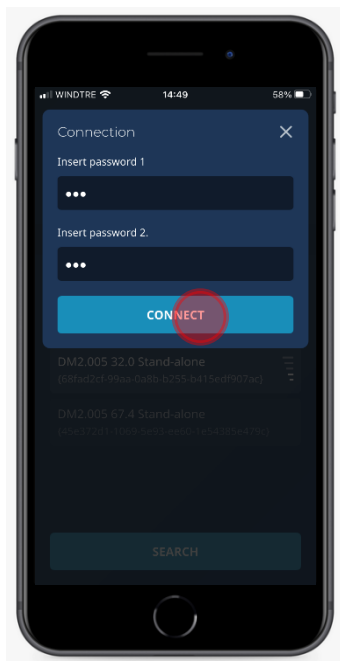 WINDTRE 14:49 58%
Connection
Insert password 1
Insert password 2.
CONNECT
DM2.005 32.0 Stand-alone
(68fad2cf-99aa-0a8b-b255-b415edf907ac)
DM2.005 67.4 Stand-alone
SEARCH